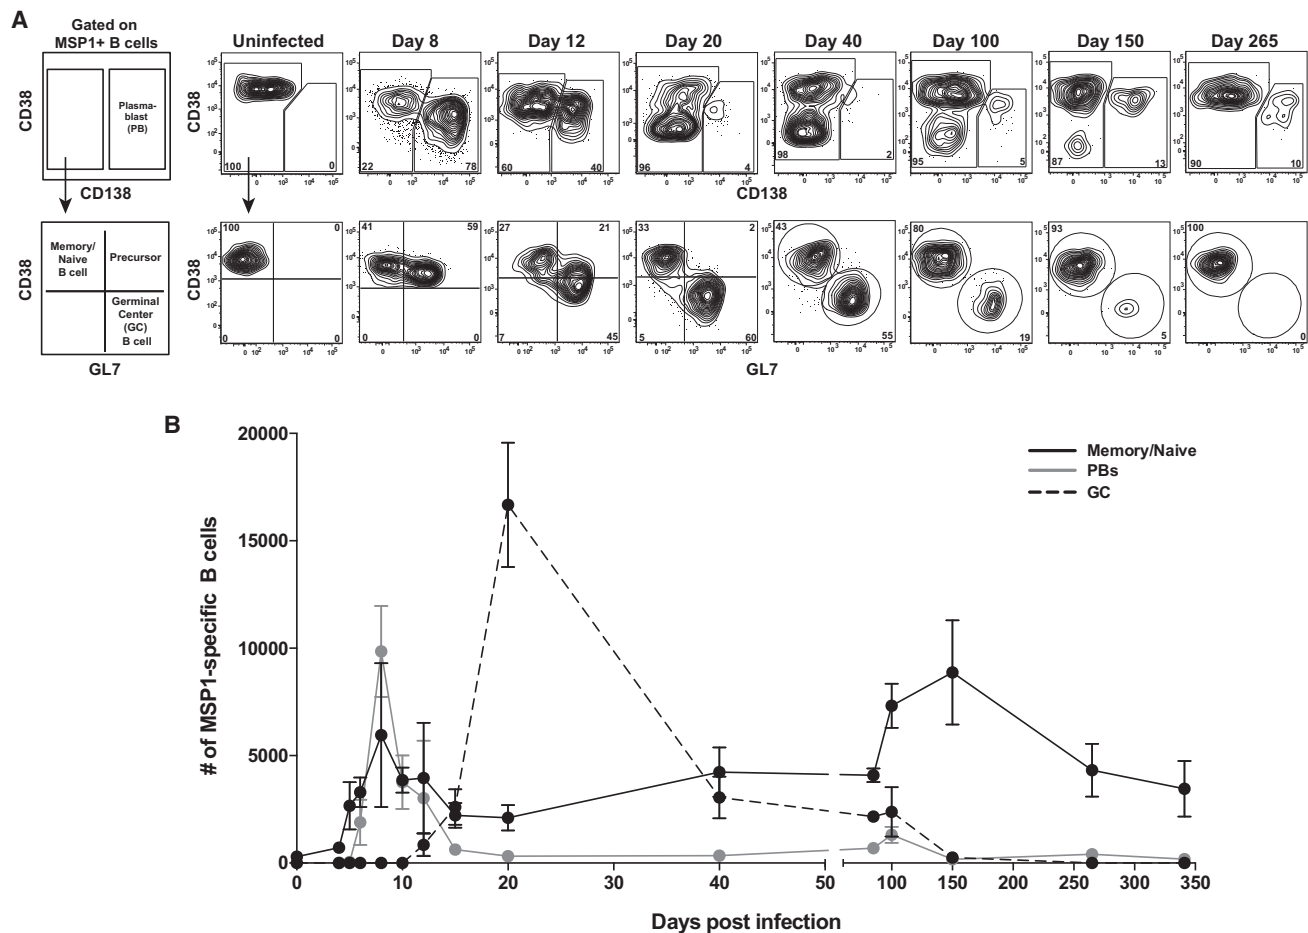 A
Gated on
MSP1+ B cells
Uninfected
Day 8
Day 12
Day 20
Day 40
Day 100
Day 150
Day 265
CD38
Plasma-
blast
(PB)
CD138
CD38
100
0
22
78
60
40
96
4
98
2
95
5
87
13
90
10
CD138
CD38
Memory/
Naive
B cell
Precursor
Germinal
Center
(GC)
B cell
GL7
CD38
100
0
0
0
41
59
0
0
27
21
7
45
33
2
5
60
43
55
80
19
93
5
100
0
GL7
B
# of MSP1-specific B cells
20000
15000
10000
5000
0
Memory/Naive
PBs
GC
0 10 20 30 40 50 100 150 200 250 300 350
Days post infection